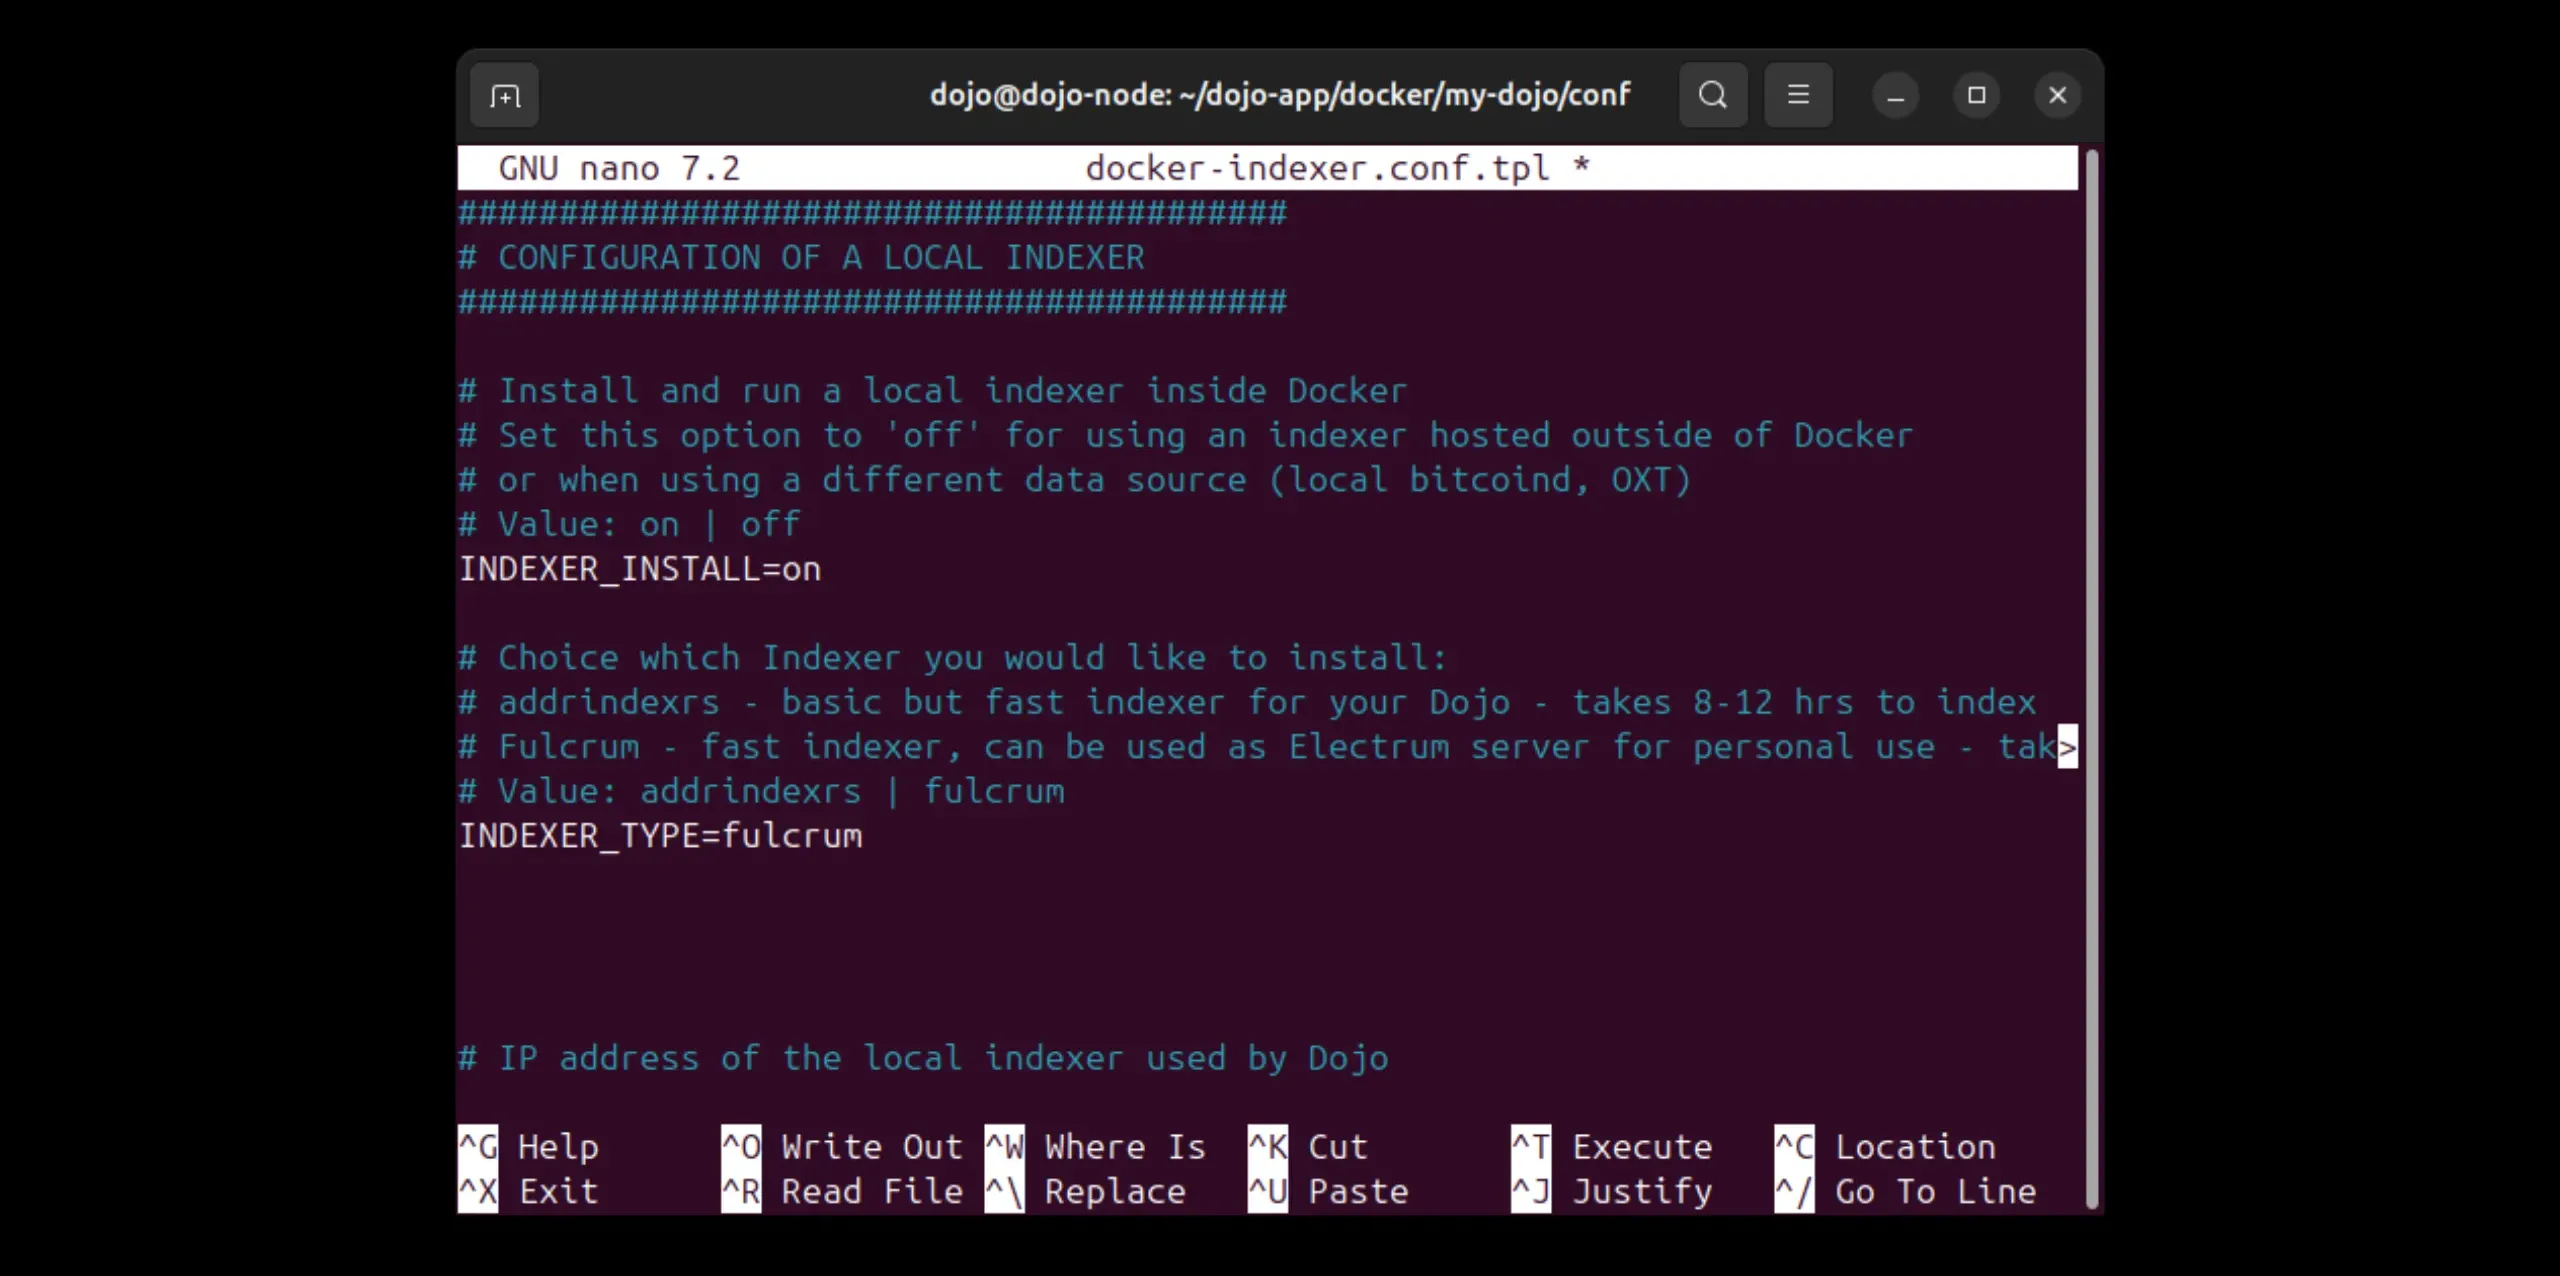 dojo@dojo-node: ~/dojo-app/docker/my-dojo/conf
GNU nano 7.2 docker-indexer.conf.tpl *
#########################################
# CONFIGURATION OF A LOCAL INDEXER
#########################################
# Install and run a local indexer inside Docker
# Set this option to 'off' for using an indexer hosted outside of Docker
# or when using a different data source (local bitcoind, OXT)
# Value: on | off
INDEXER_INSTALL=on
# Choice which Indexer you would like to install:
# addrindexrs - basic but fast indexer for your Dojo - takes 8-12 hrs to index
# Fulcrum - fast indexer, can be used as Electrum server for personal use - tak>
# Value: addrindexrs | fulcrum
INDEXER_TYPE=fulcrum
# IP address of the local indexer used by Dojo
^G Help ^O Write Out ^W Where Is ^K Cut ^T Execute ^C Location
^X Exit ^R Read File ^\ Replace ^U Paste ^J Justify ^/ Go To Line